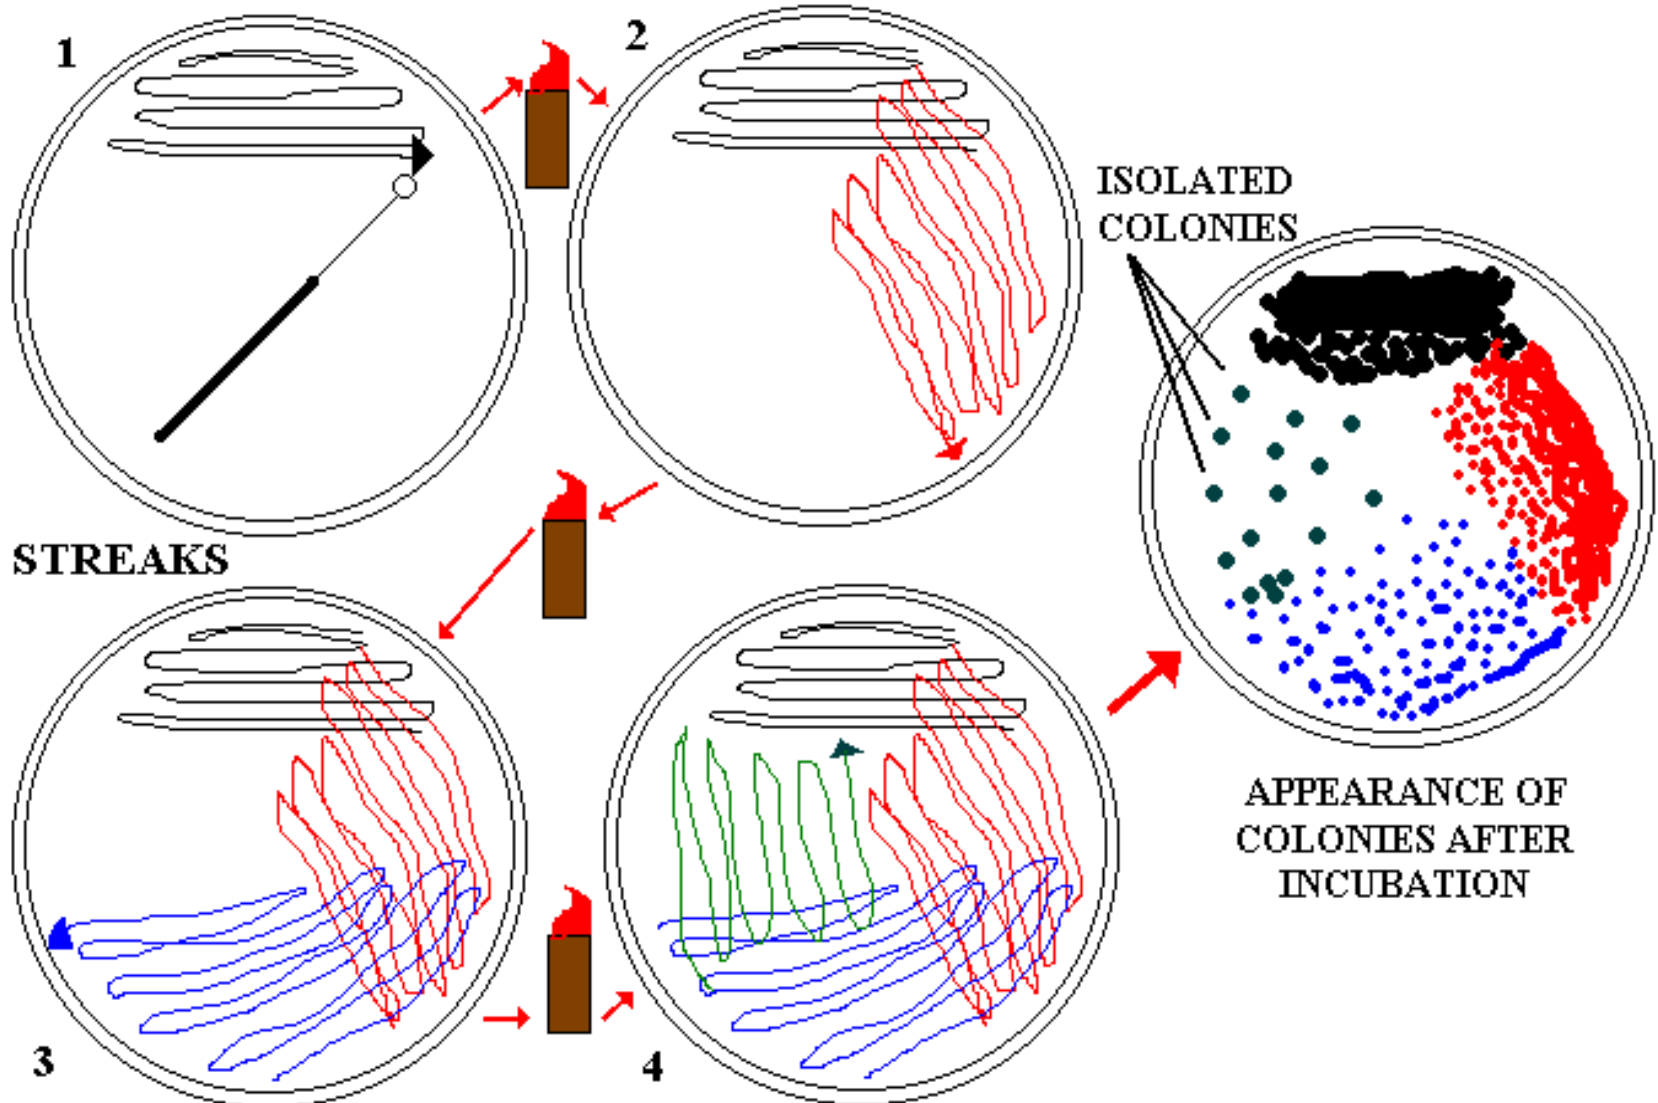 1
2
ISOLATED
COLONIES
STREAKS
3
4
APPEARANCE OF
COLONIES AFTER
INCUBATION